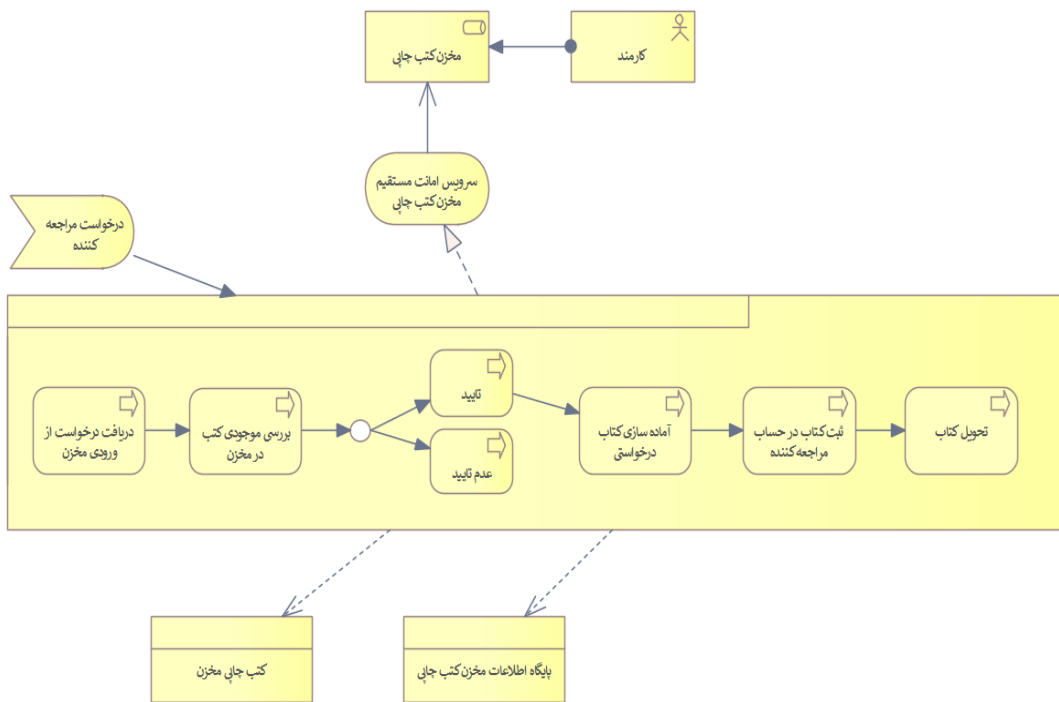 مخزن کتب چاپی
کارمند
سرویس امانت مستقیم
مخزن کتب چاپی
درخواست مراجعه
کننده
دریافت درخواست از
ورودی مخزن
بررسی موجودی کتب
در مخزن
تایید
عدم تایید
آماده سازی کتاب
درخواستی
ثبت کتاب در حساب
مراجعه کننده
تحویل کتاب
کتب چاپی مخزن
پایگاه اطلاعات مخزن کتب چاپی